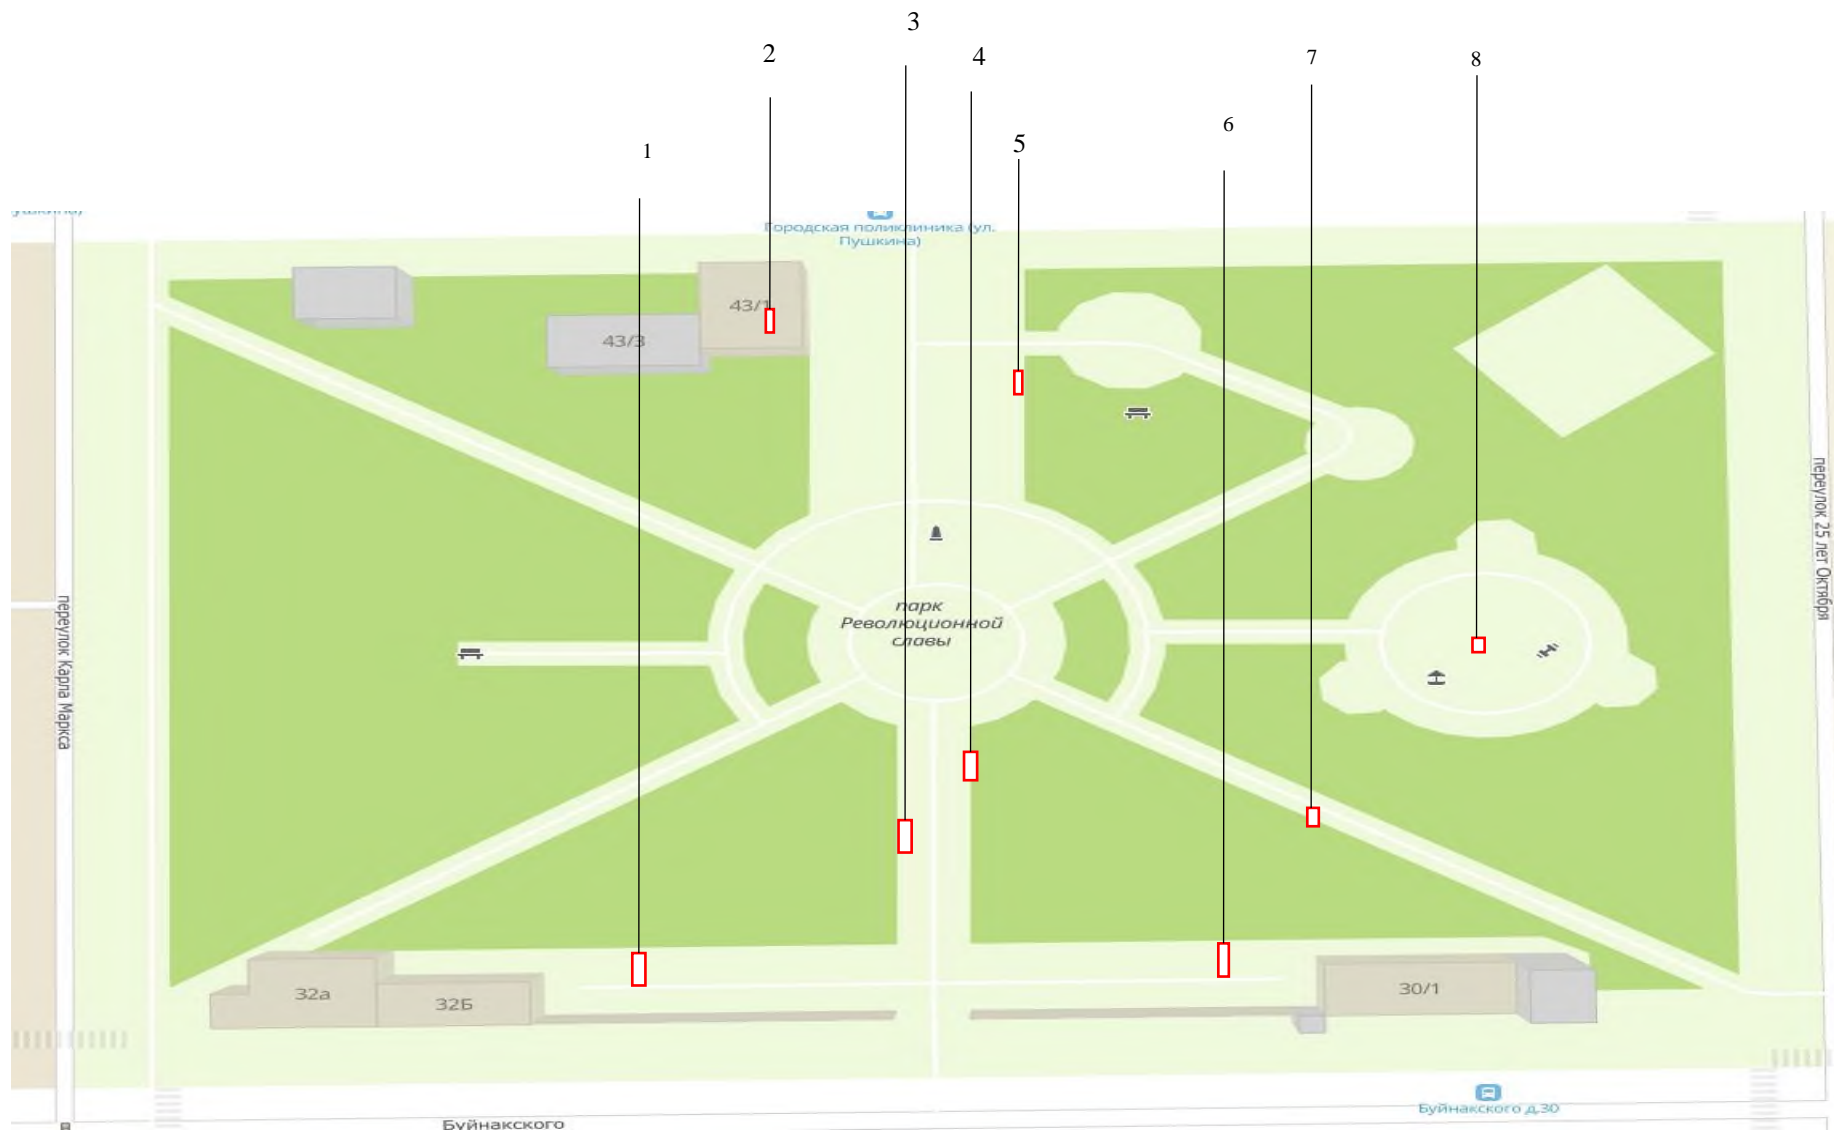 3
2
4
7
8
6
5
1
Городская поликлиника (ул.
Пушкина)
43/1
43/3
парк
Революционной
славы
переулок Карла Маркса
переулок 25 лет Октября
32а
32Б
30/1
Буйнакского д.30
Буйнакского